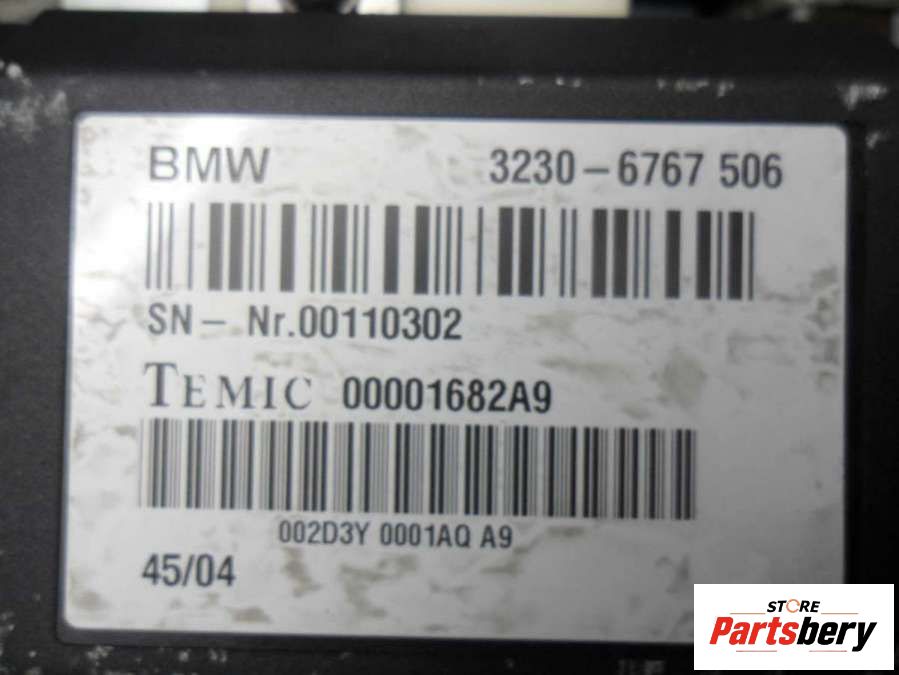 BMW 3230-6767 506
SN- Nr.00110302
TEMIC 00001682A9
002D3Y 0001AQ A9
45/04
STORE
Partsbery